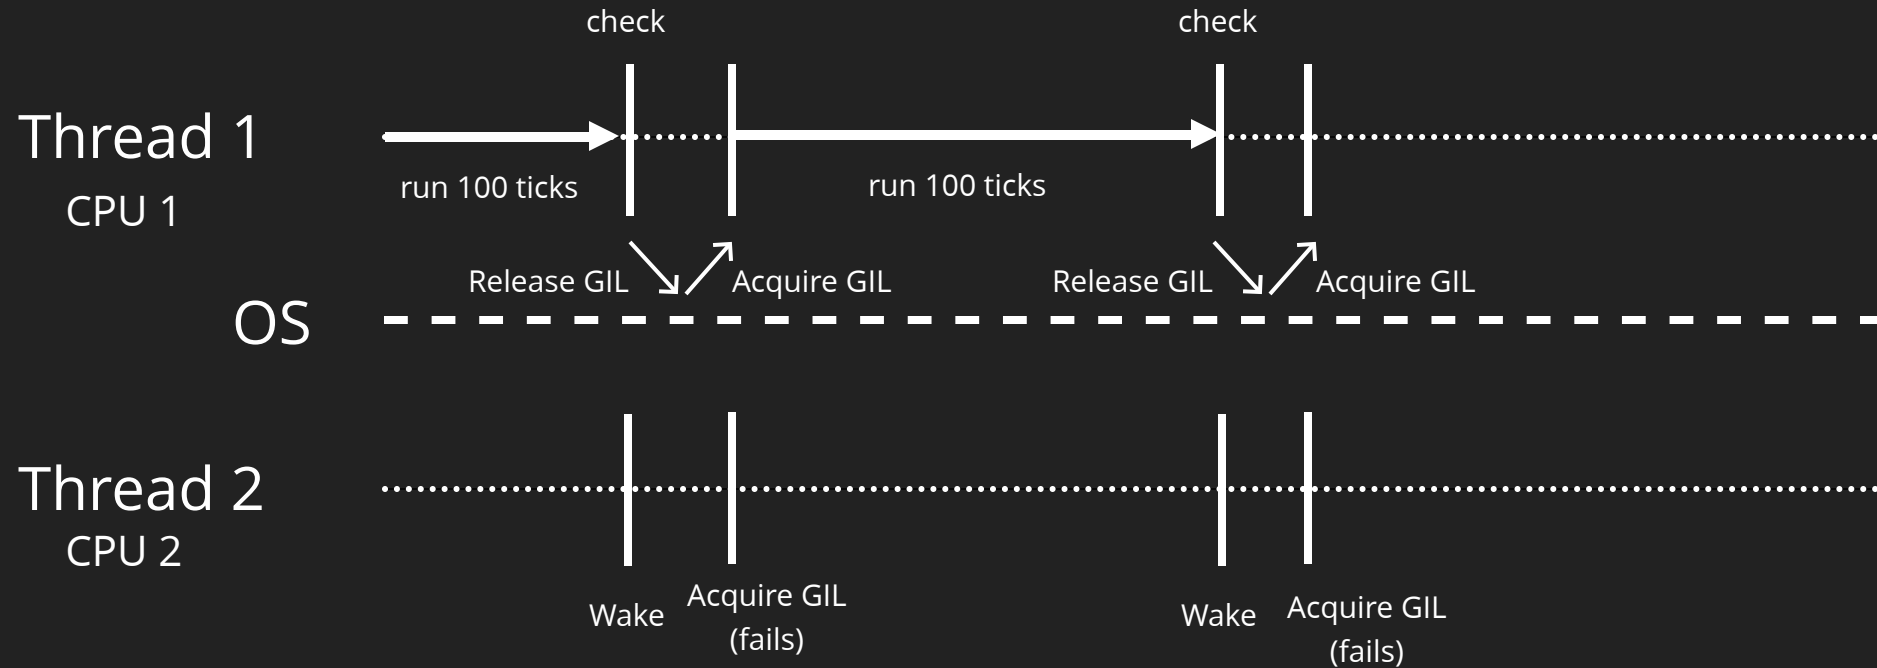 check
check
Thread 1
run 100 ticks
run 100 ticks
CPU 1
Release GIL
Acquire GIL
Release GIL
Acquire GIL
OS
Thread 2
CPU 2
Wake
Acquire GIL
(fails)
Wake
Acquire GIL
(fails)